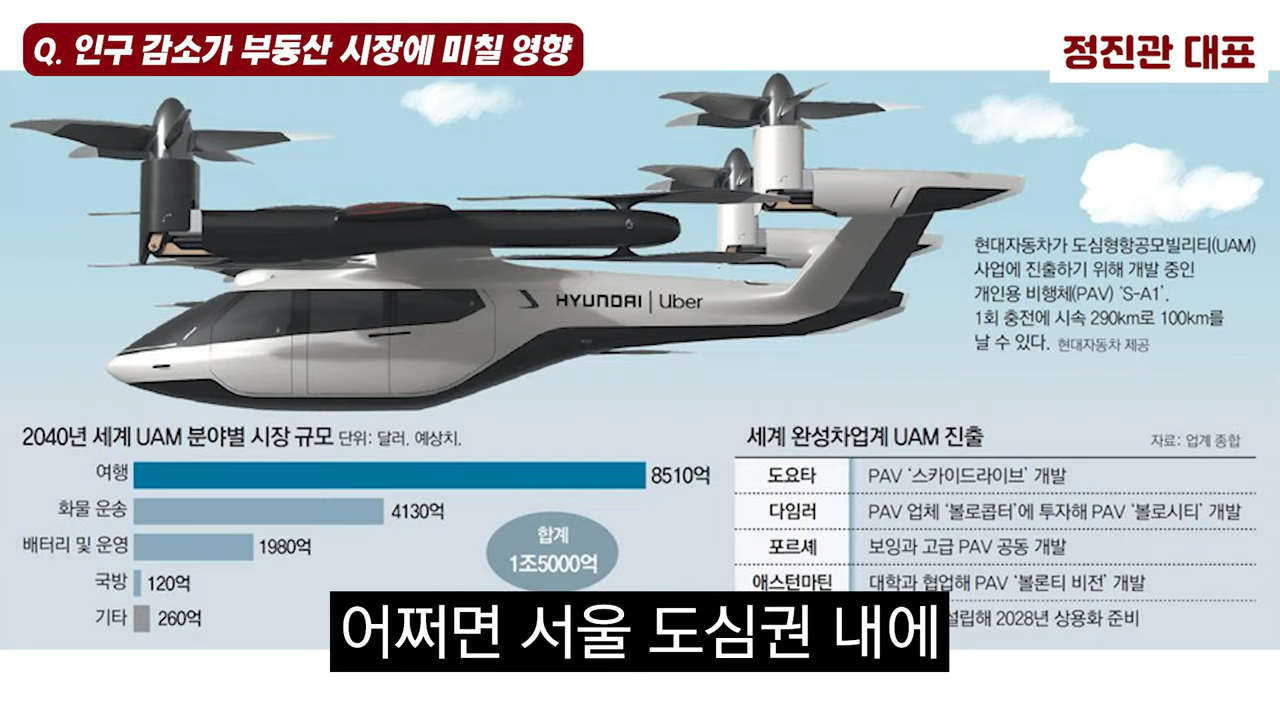 Q. 인구 감소가 부동산 시장에 미칠 영향
정진관 대표
HYUNDAI | Uber
현대자동차가 도심형항공모빌리티(UAM)
사업에 진출하기 위해 개발 중인
개인용 비행체(PAV) ‘S-A1’.
1회 충전에 시속 290km로 100km를
날 수 있다. 현대자동차 제공
2040년 세계 UAM 분야별 시장 규모 단위: 달러. 예상치.
여행 8510억
화물 운송 4130억
배터리 및 운영 1980억
국방 120억
기타 260억
합계
1조5000억
세계 완성차업계 UAM 진출 자료: 업계 종합
도요타 PAV ‘스카이드라이브’ 개발
다임러 PAV 업체 ‘볼로콥터’에 투자해 PAV ‘볼로시티’ 개발
포르셰 보잉과 고급 PAV 공동 개발
애스턴마틴 대학과 협업해 PAV ‘볼론티 비전’ 개발
설립해 2028년 상용화 준비
어쩌면 서울 도심권 내에